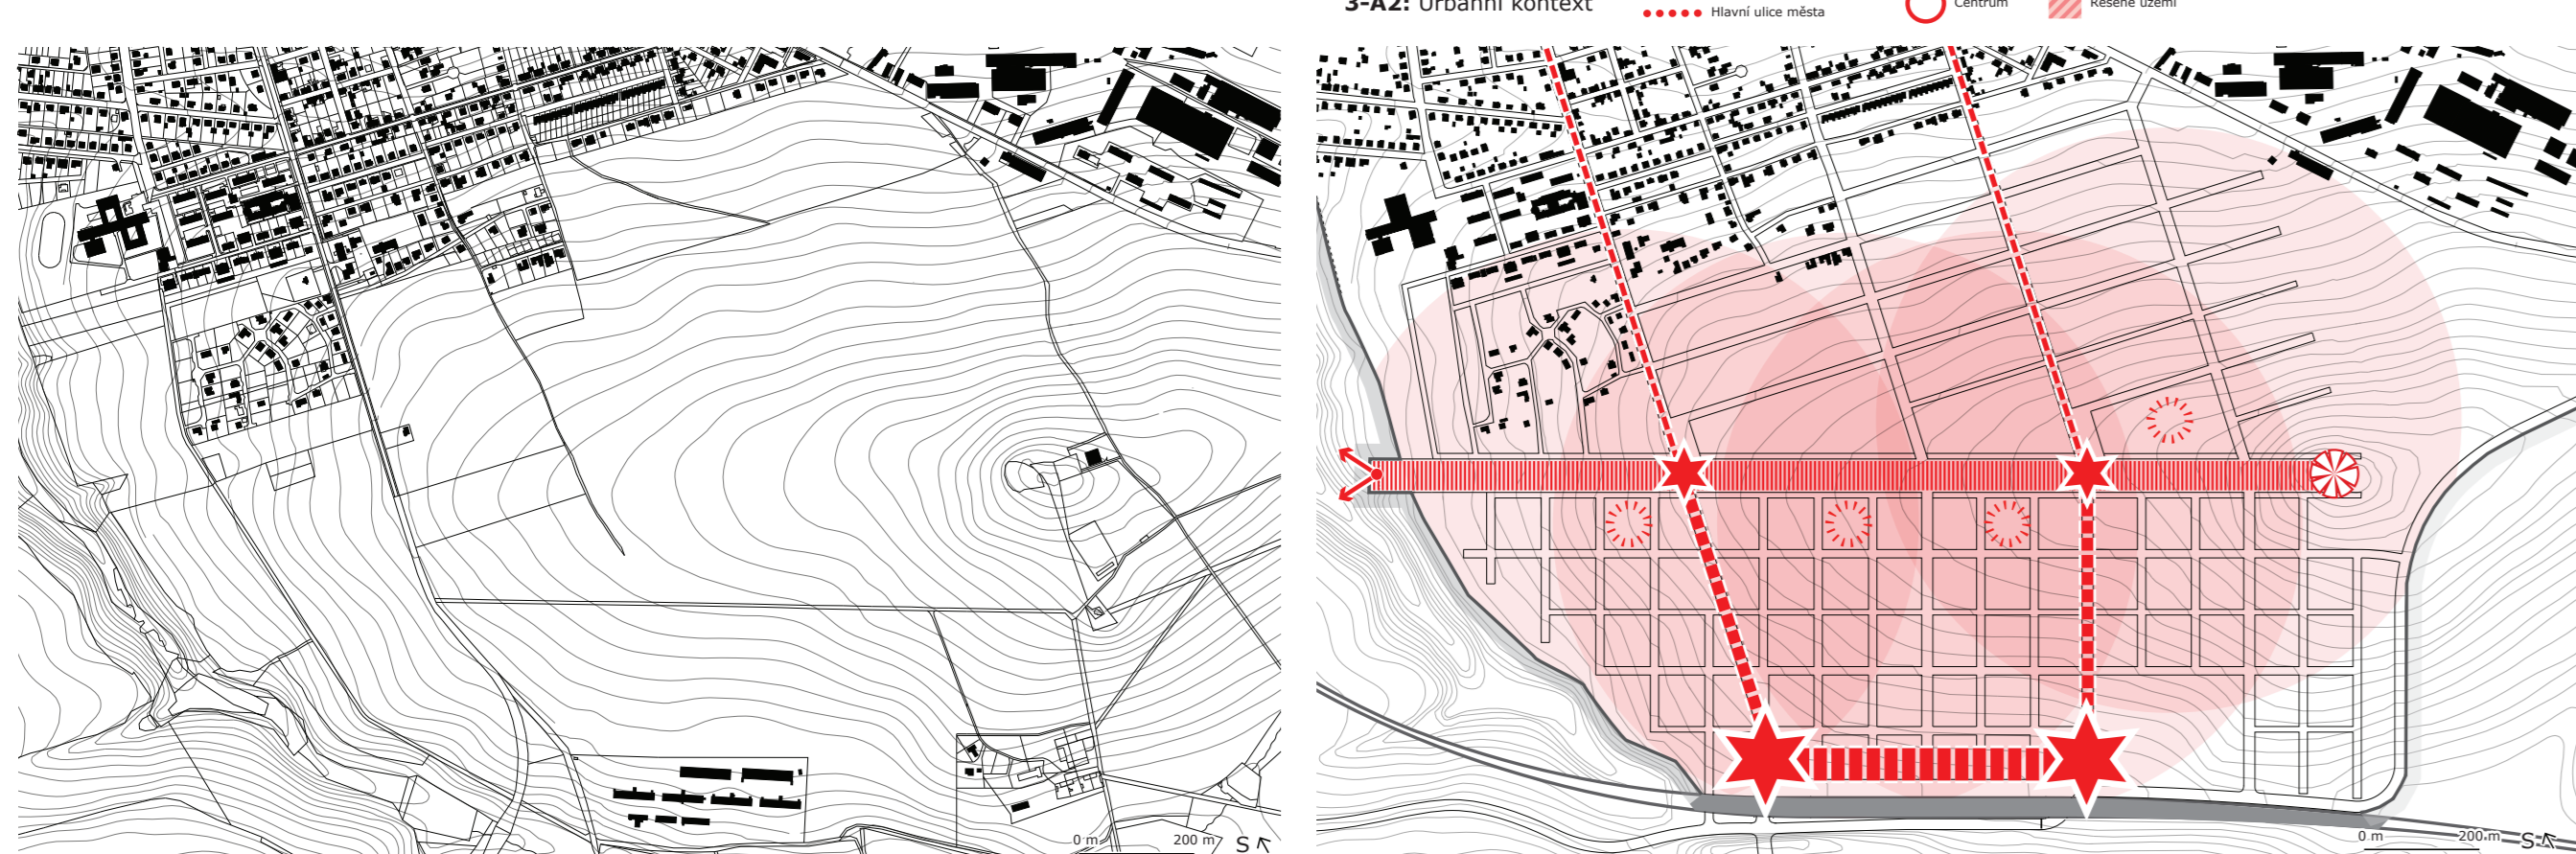 3-A2: Urbánní kontext
Hlavní ulice města
Centrum
Řešené území
0 m 200 m S
0 m 200 m S